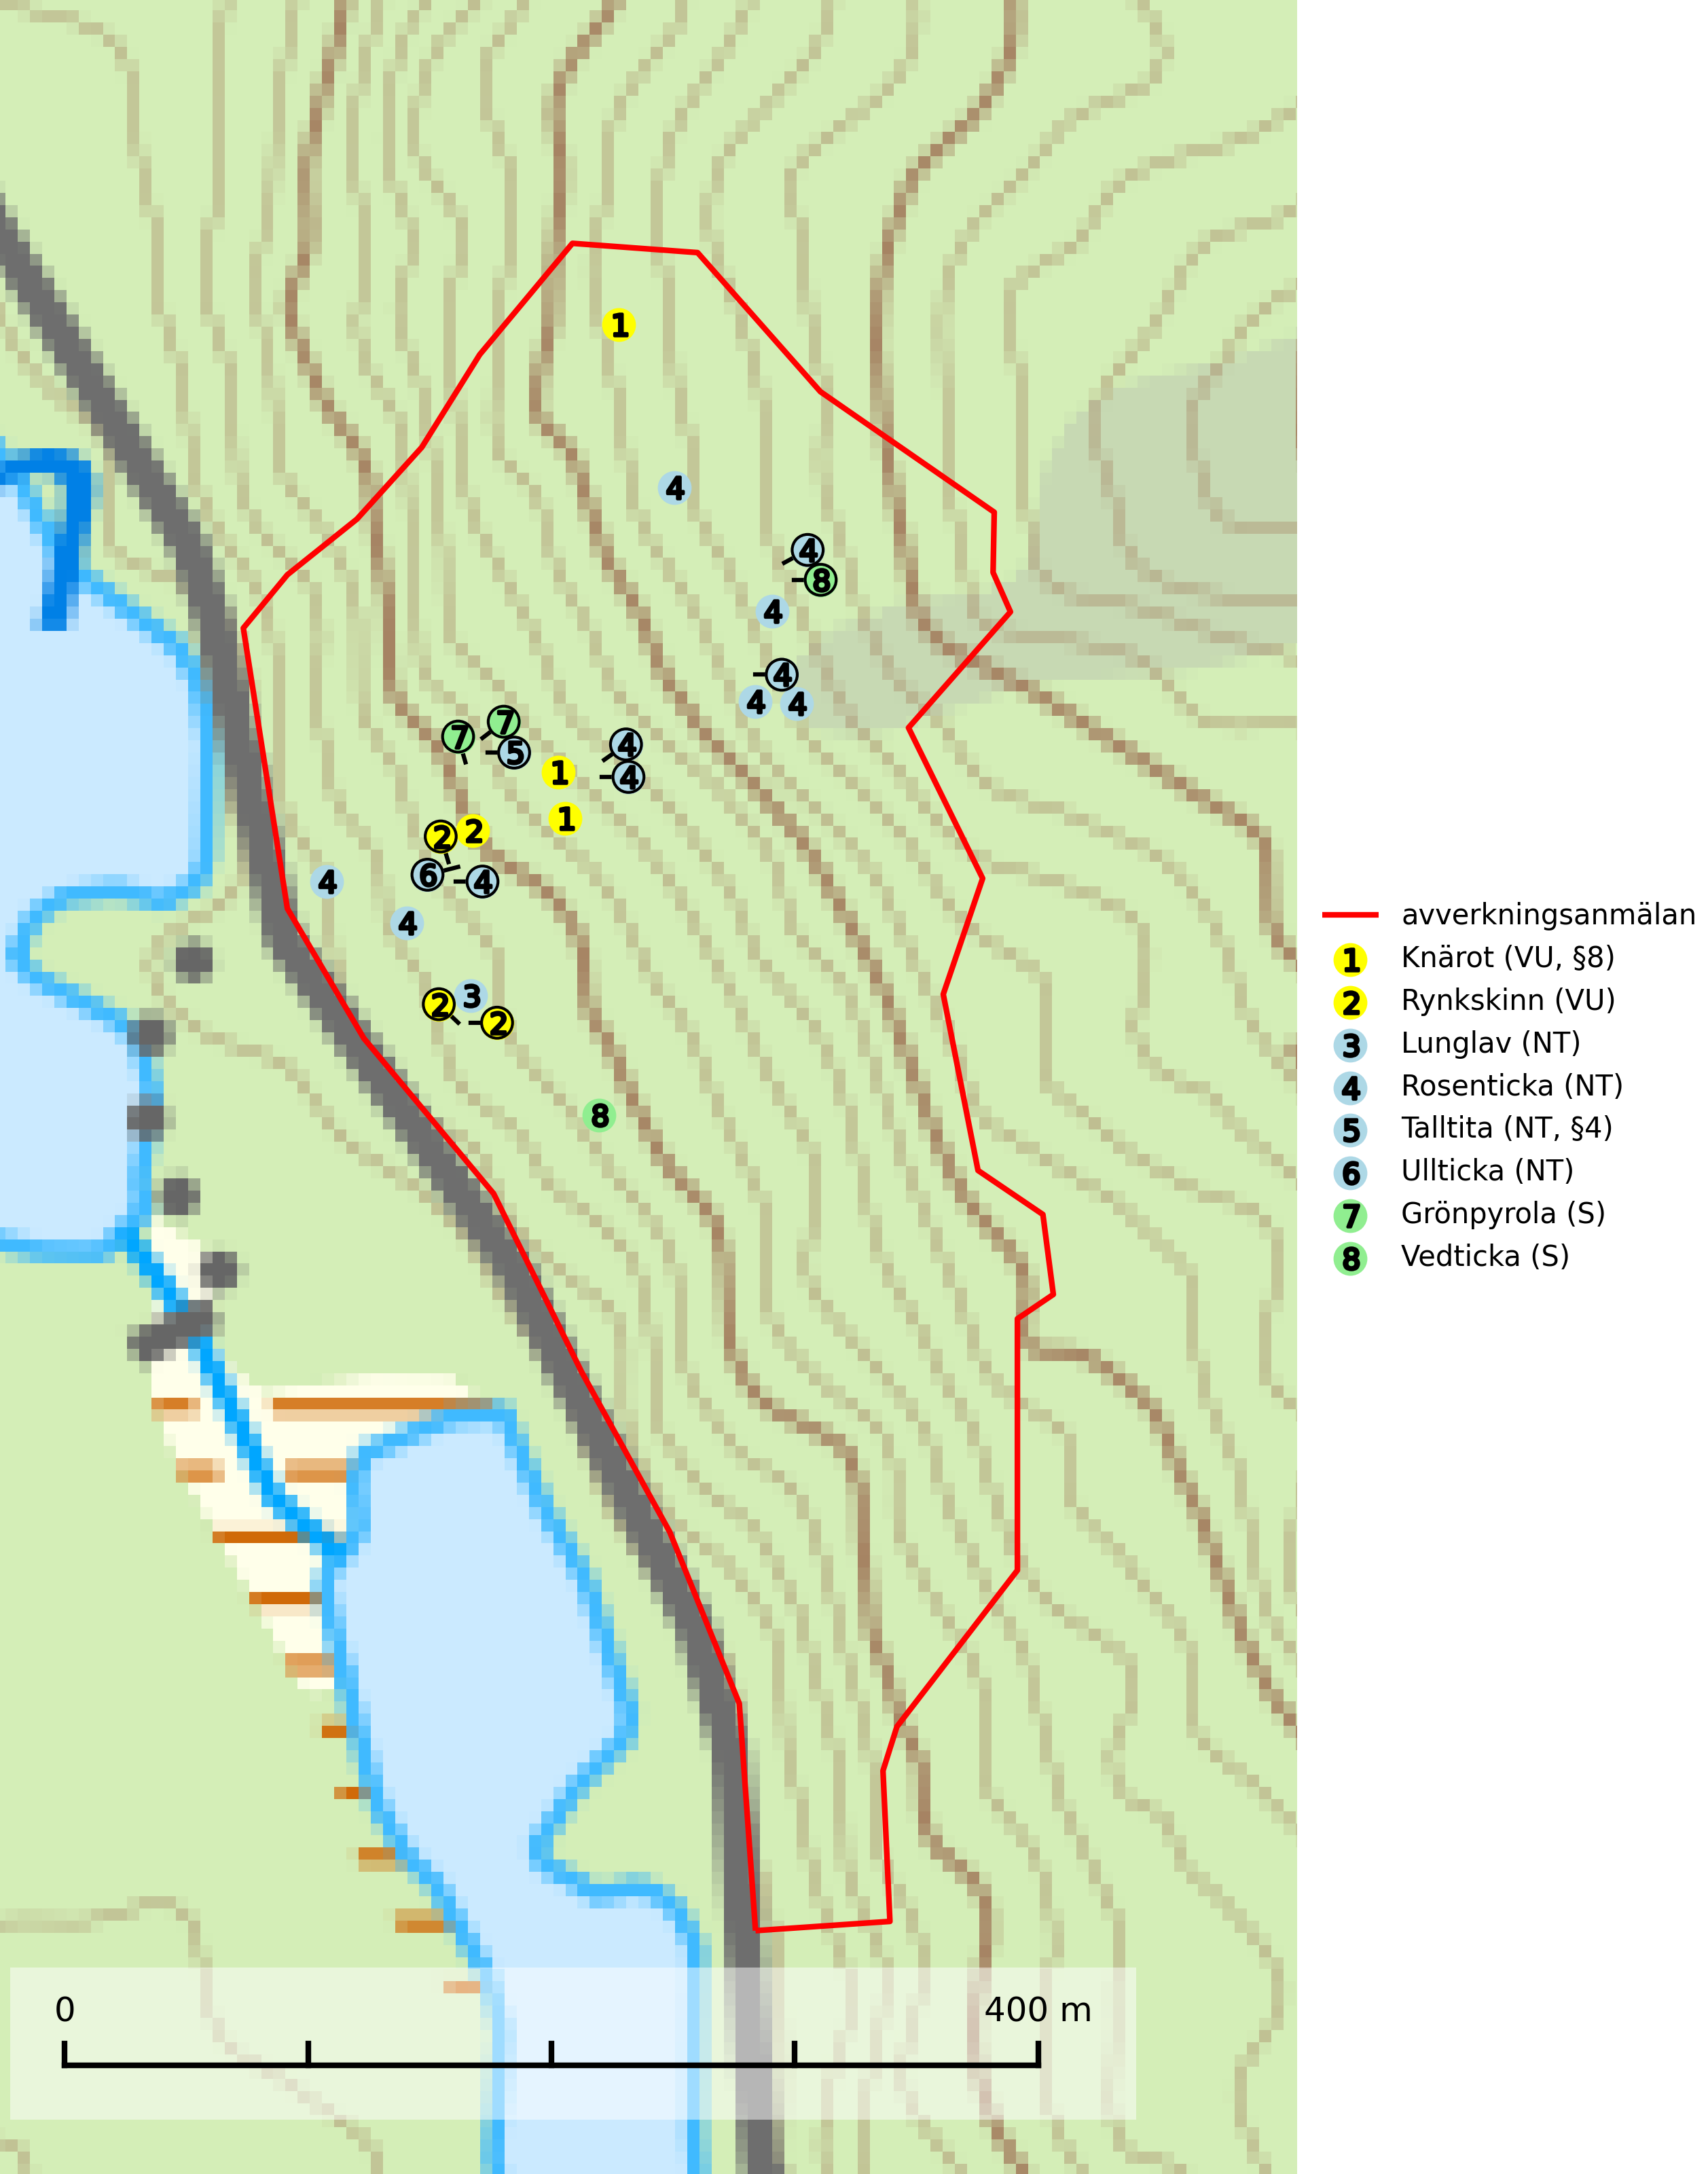 1
4
4
8
4
4
4
4
7
7
5
4
1
4
1
2
2
6
4
4
4
3
2
2
8
avverkningsanmälan
1 Knärot (VU, §8)
2 Rynkskinn (VU)
3 Lunglav (NT)
4 Rosenticka (NT)
5 Talltita (NT, §4)
6 Ullticka (NT)
7 Grönpyrola (S)
8 Vedticka (S)
0 400 m